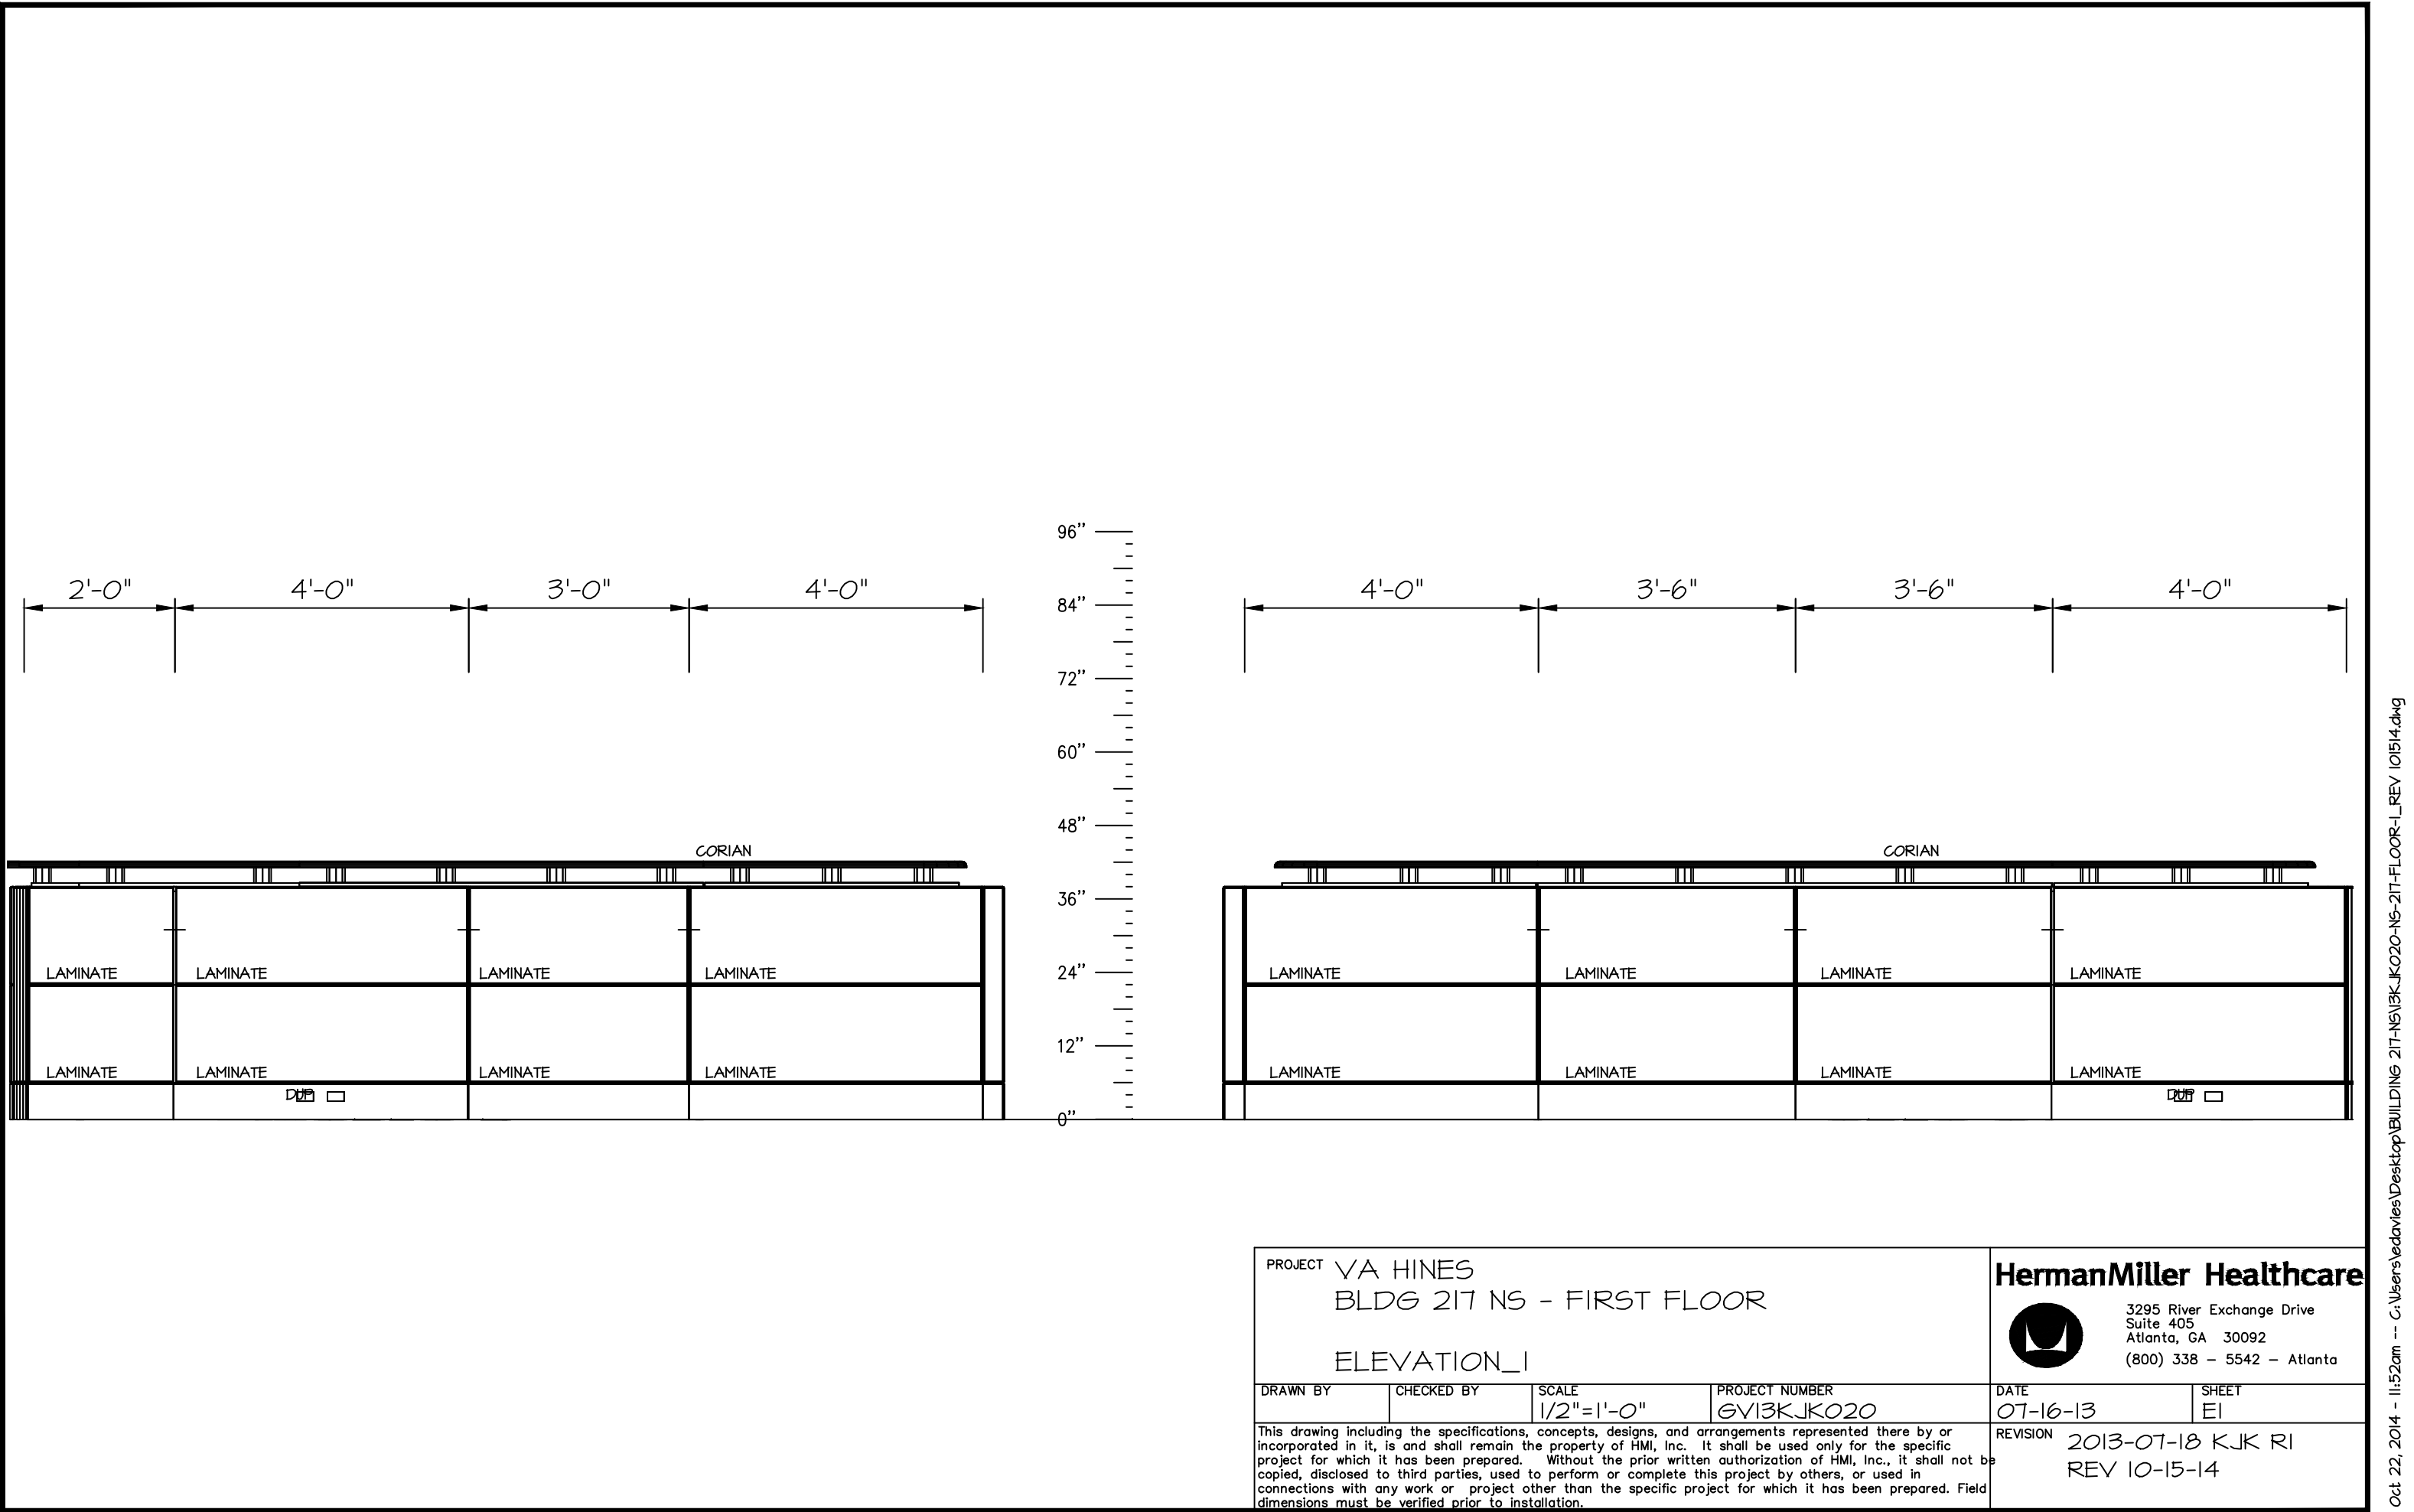 96"
2'-0" 4'-0" 3'-0" 4'-0" 84" 4'-0" 3'-6" 3'-6" 4'-0"
72"
60"
48"
CORIAN CORIAN
36"
LAMINATE LAMINATE LAMINATE LAMINATE 24" LAMINATE LAMINATE LAMINATE LAMINATE
12"
LAMINATE LAMINATE LAMINATE LAMINATE LAMINATE LAMINATE LAMINATE LAMINATE
DUP DUP
0"
PROJECT VA HINES
BLDG 217 NS - FIRST FLOOR
ELEVATION_1
HermanMiller Healthcare
3295 River Exchange Drive
Suite 405
Atlanta, GA 30092
(800) 338 – 5542 – Atlanta
DRAWN BY CHECKED BY SCALE PROJECT NUMBER DATE SHEET
1/2"=1'-0" GV13KJK020 07-16-13 E1
This drawing including the specifications, concepts, designs, and arrangements represented there by or
incorporated in it, is and shall remain the property of HMI, Inc. It shall be used only for the specific
project for which it has been prepared. Without the prior written authorization of HMI, Inc., it shall not be
copied, disclosed to third parties, used to perform or complete this project by others, or used in
connections with any work or project other than the specific project for which it has been prepared. Field
dimensions must be verified prior to installation.
REVISION 2013-07-18 KJK R1
REV 10-15-14
Oct 22, 2014 - 11:52am -- C:\Users\edavies\Desktop\BUILDING 217-NS\13KJK020-NS-217-FLOOR-1_REV 101514.dwg